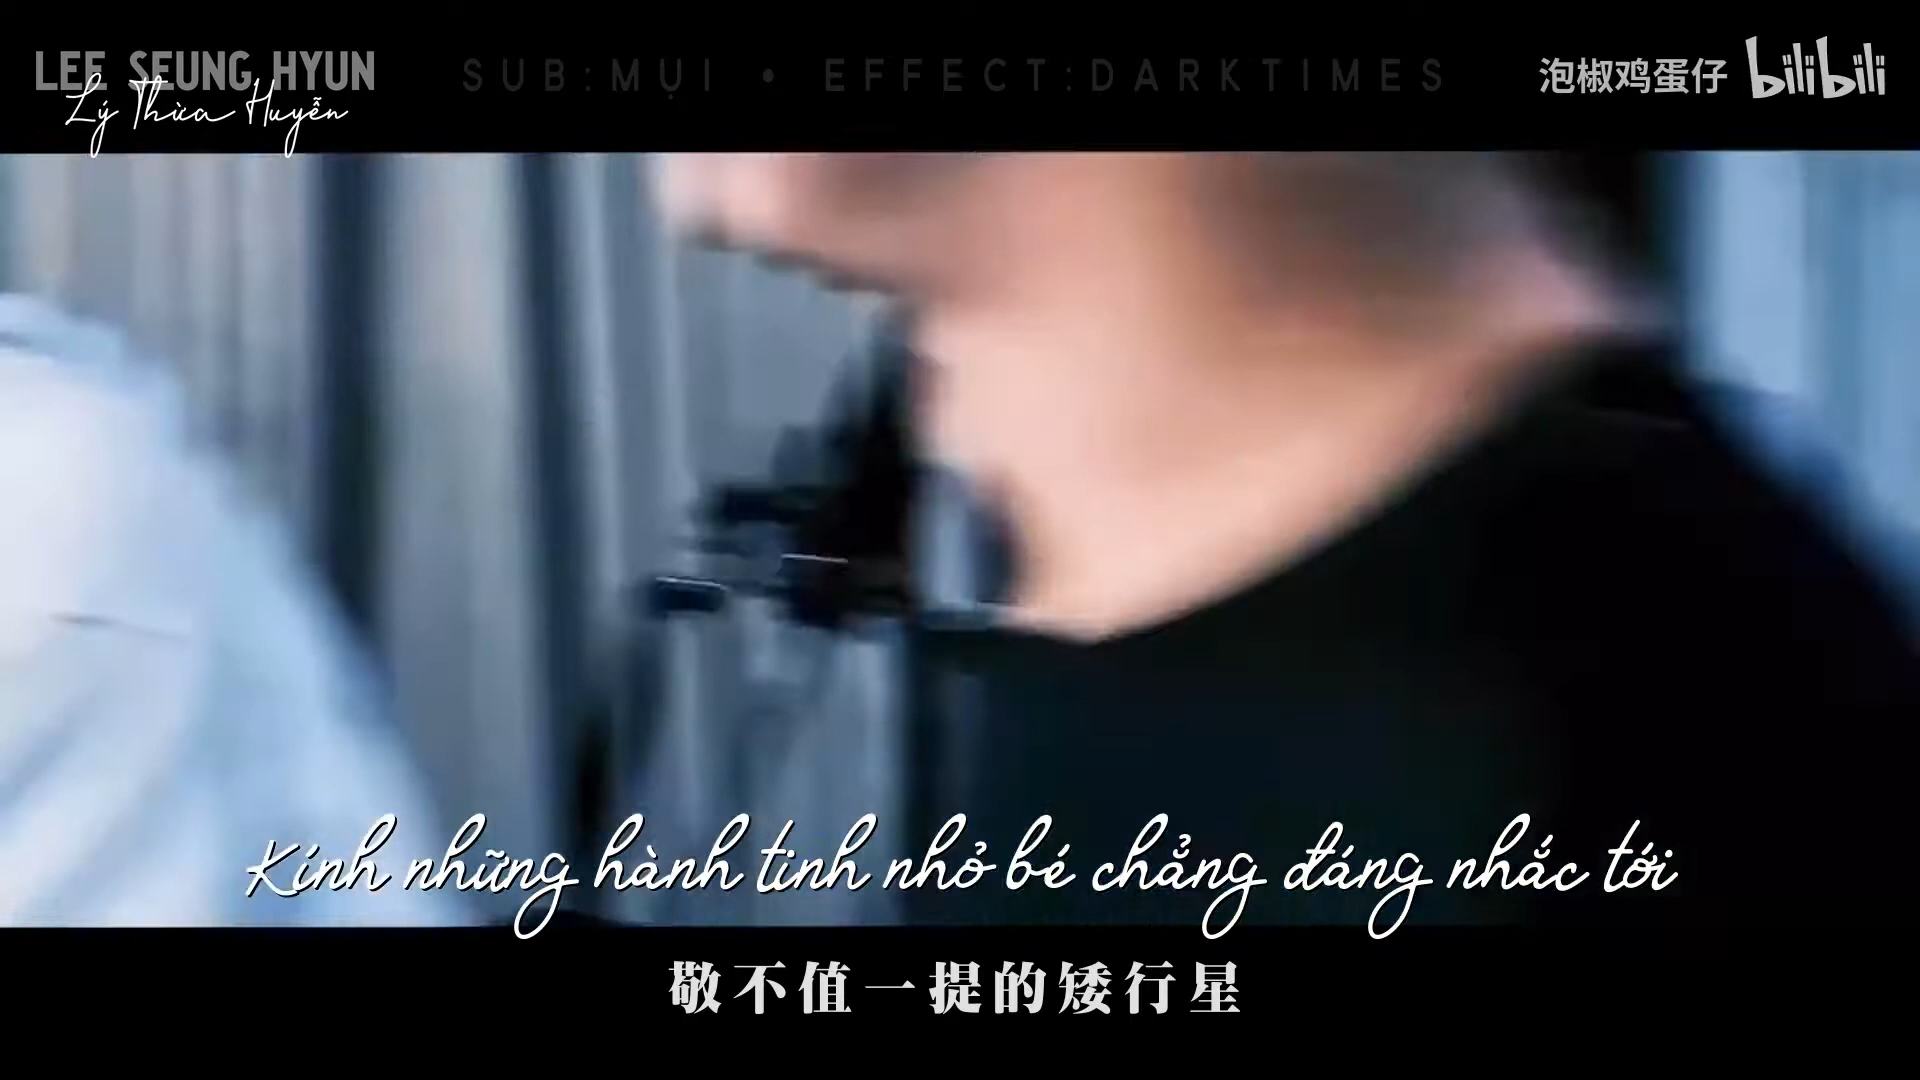 LEE SEUNG HYUN
Lý Thừa Huyễn
SUB:MỤI • EFFECT:DARKTIMES
泡椒鸡蛋仔 bilibili
Kính những hành tinh nhỏ bé chẳng đáng nhắc tới
敬不值一提的矮行星